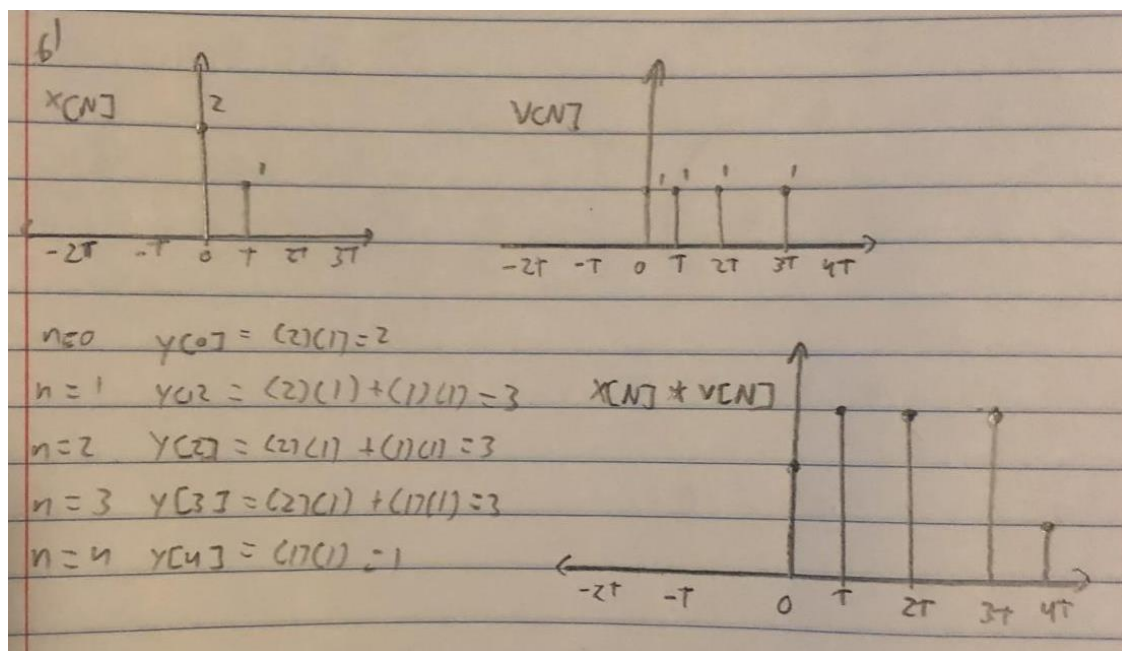 6)
x[N]
2
1
-2T -T 0 T 2T 3T
V[N]
1 1 1 1
-2T -T 0 T 2T 3T 4T
n=0 y[0] = (2)(1)=2
n=1 y[1] = (2)(1)+(1)(1)=3
n=2 y[2] = (2)(1)+(1)(1)=3
n=3 y[3] = (2)(1)+(1)(1)=3
n=4 y[4] = (1)(1)=1
x[N] * V[N]
-2T -T 0 T 2T 3T 4T